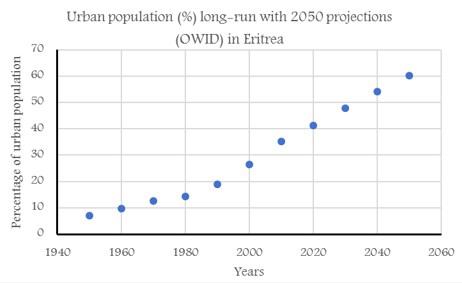 Urban population (%) long-run with 2050 projections
(OWID) in Eritrea
Percentage of urban population
70
60
50
40
30
20
10
0
1940 1960 1980 2000 2020 2040 2060
Years